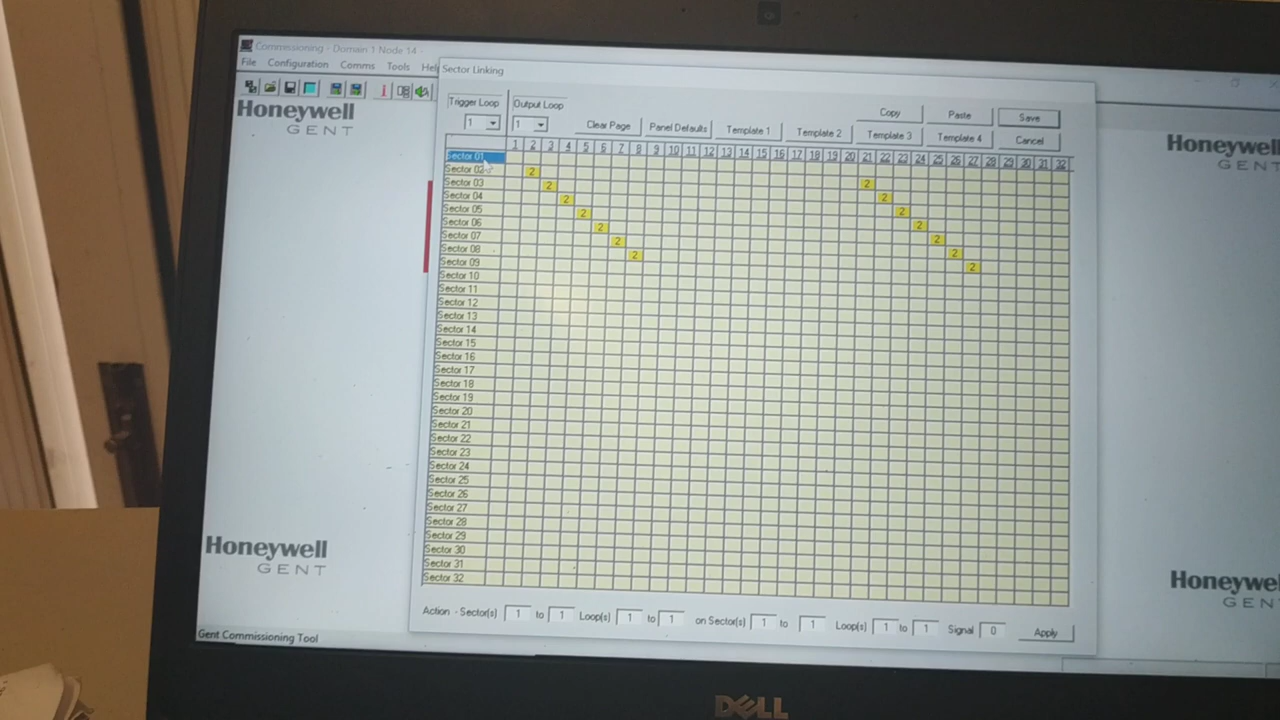 Commissioning - Domain 1 Node 14 -
File Configuration Comms Tools Help
Honeywell
GENT
Sector Linking
Trigger Loop Output Loop
1 1
Clear Page Panel Defaults Template 1 Template 2 Template 3 Template 4
Copy Paste Save
Cancel
1 2 3 4 5 6 7 8 9 10 11 12 13 14 15 16 17 18 19 20 21 22 23 24 25 26 27 28 29 30 31 32
Sector 01
Sector 02 2
Sector 03 2 2
Sector 04 2 2
Sector 05 2 2
Sector 06 2 2
Sector 07 2 2
Sector 08 2 2
Sector 09 2
Sector 10
Sector 11
Sector 12
Sector 13
Sector 14
Sector 15
Sector 16
Sector 17
Sector 18
Sector 19
Sector 20
Sector 21
Sector 22
Sector 23
Sector 24
Sector 25
Sector 26
Sector 27
Sector 28
Sector 29
Sector 30
Sector 31
Sector 32
Action - Sector(s) 1 to 1 Loop(s) 1 to 1 on Sector(s) 1 to 1 Loop(s) 1 to 1 Signal 0 Apply
Honeywell
GENT
Honeywell
GENT
Honeywell
GEN
Gent Commissioning Tool
DELL